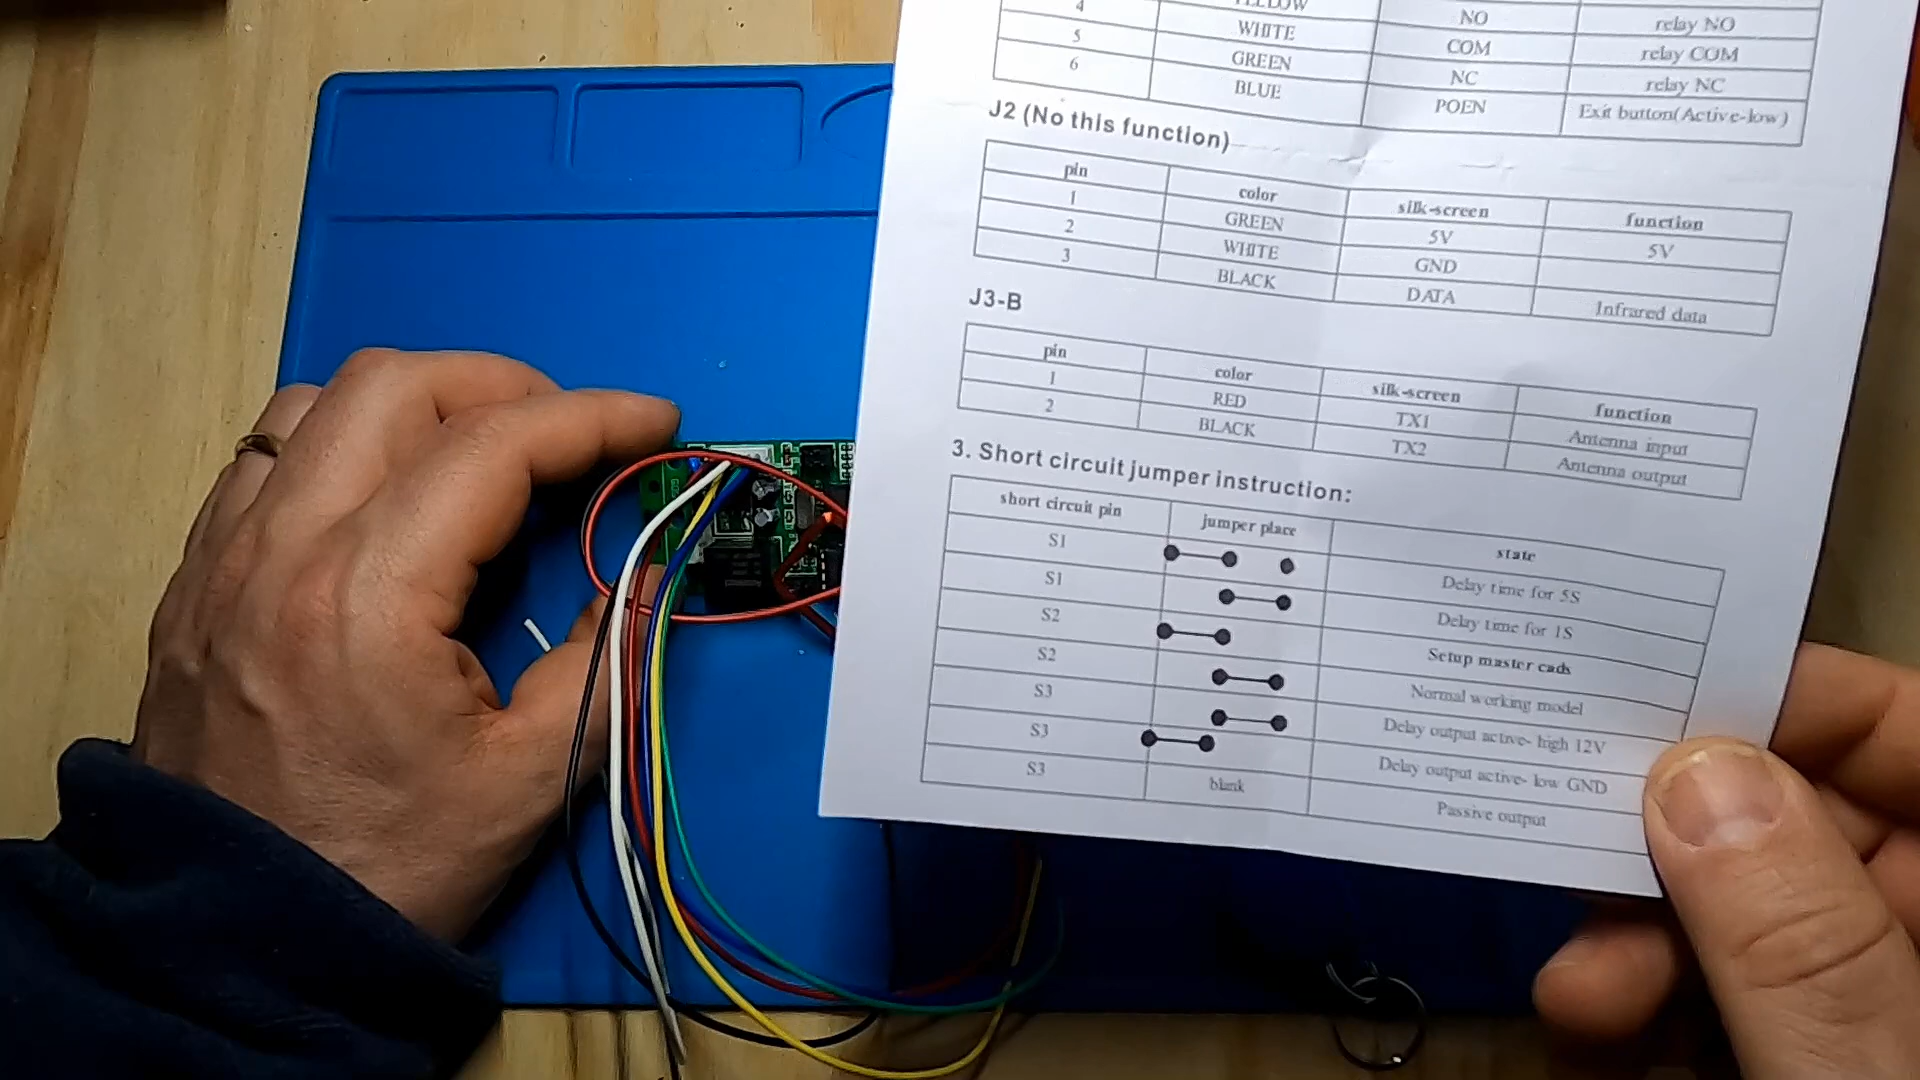 YELLOW NO relay NO
4 WHITE COM relay COM
5 GREEN NC relay NC
6 BLUE POEN Exit button(Active-low)
J2 (No this function)
pin color silk-screen function
1 GREEN 5V 5V
2 WHITE GND
3 BLACK DATA Infrared data
J3-B
pin color silk-screen function
1 RED TX1 Antenna input
2 BLACK TX2 Antenna output
3. Short circuit jumper instruction:
short circuit pin jumper place state
S1 Delay time for 5S
S1 Delay time for 1S
S2 Setup master cads
S2 Normal working model
S3 Delay output active- high 12V
S3 Delay output active- low GND
S3 blank Passive output